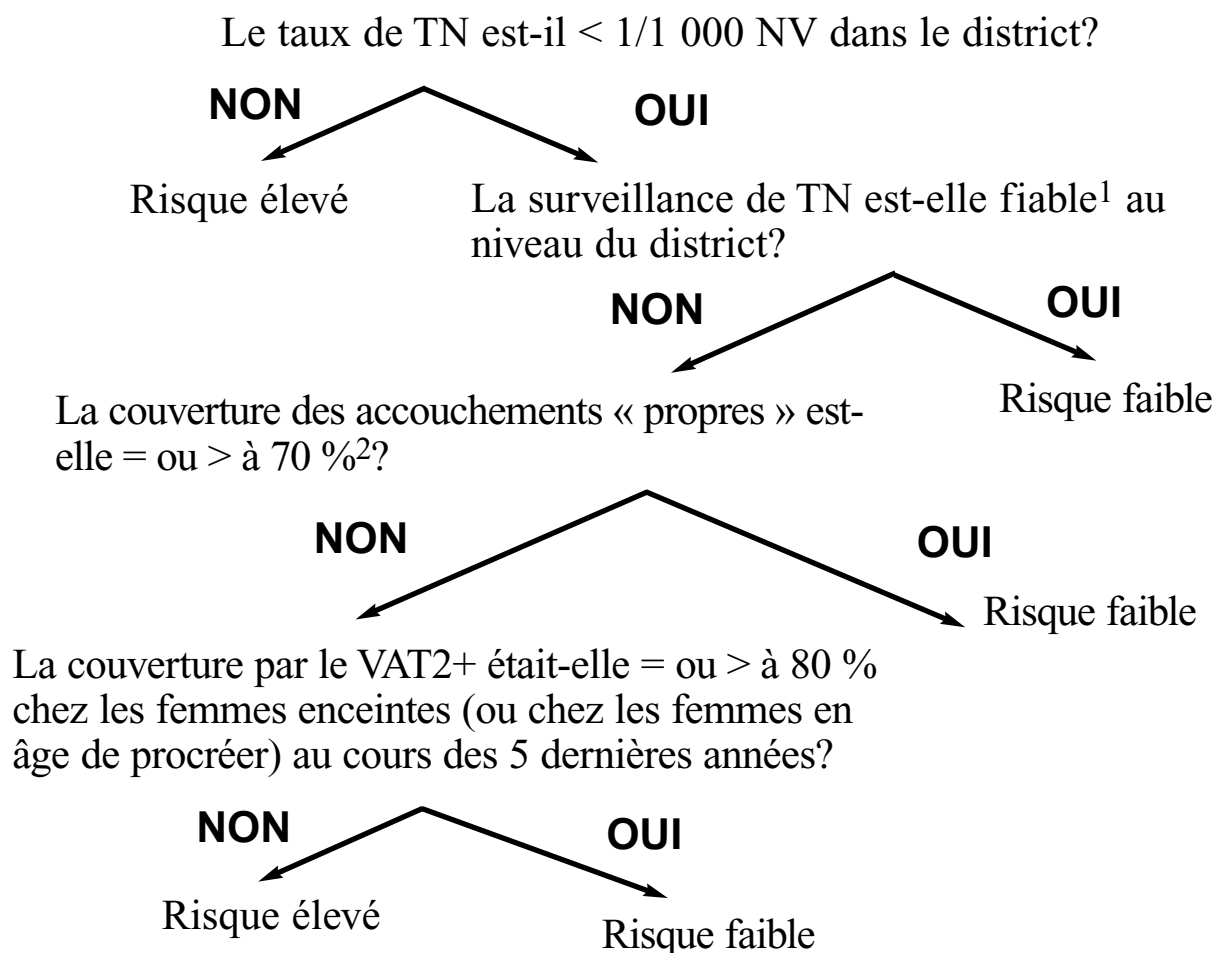 Le taux de TN est-il < 1/1 000 NV dans le district?
NON
OUI
Risque élevé
La surveillance de TN est-elle fiable¹ au
niveau du district?
NON
OUI
Risque faible
La couverture des accouchements « propres » est-
elle = ou > à 70 %²?
NON
OUI
Risque faible
La couverture par le VAT2+ était-elle = ou > à 80 %
chez les femmes enceintes (ou chez les femmes en
âge de procréer) au cours des 5 dernières années?
NON
OUI
Risque élevé
Risque faible